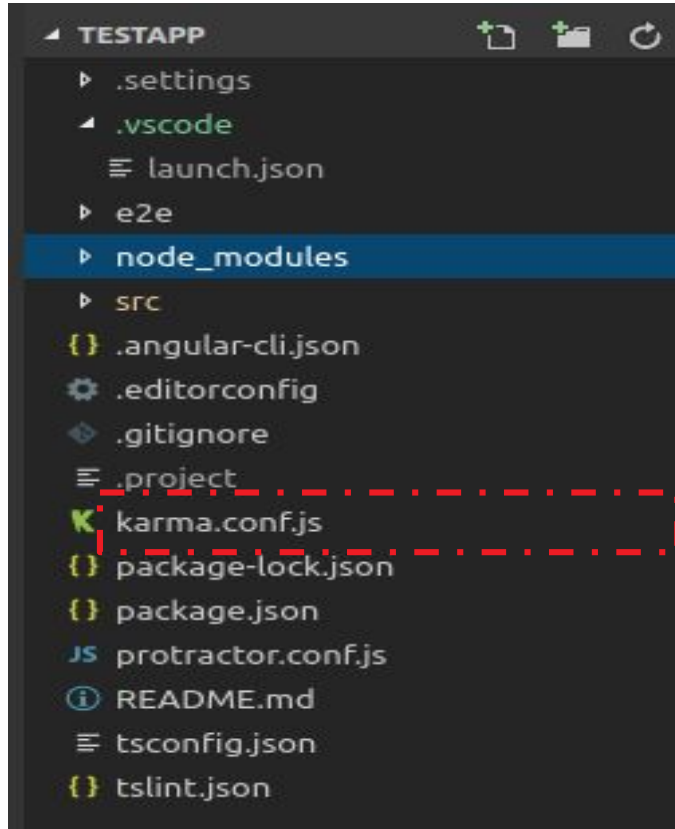 TESTAPP
.settings
.vscode
launch.json
e2e
node_modules
src
{} .angular-cli.json
.editorconfig
.gitignore
.project
K karma.conf.js
{} package-lock.json
{} package.json
JS protractor.conf.js
README.md
tsconfig.json
{} tslint.json